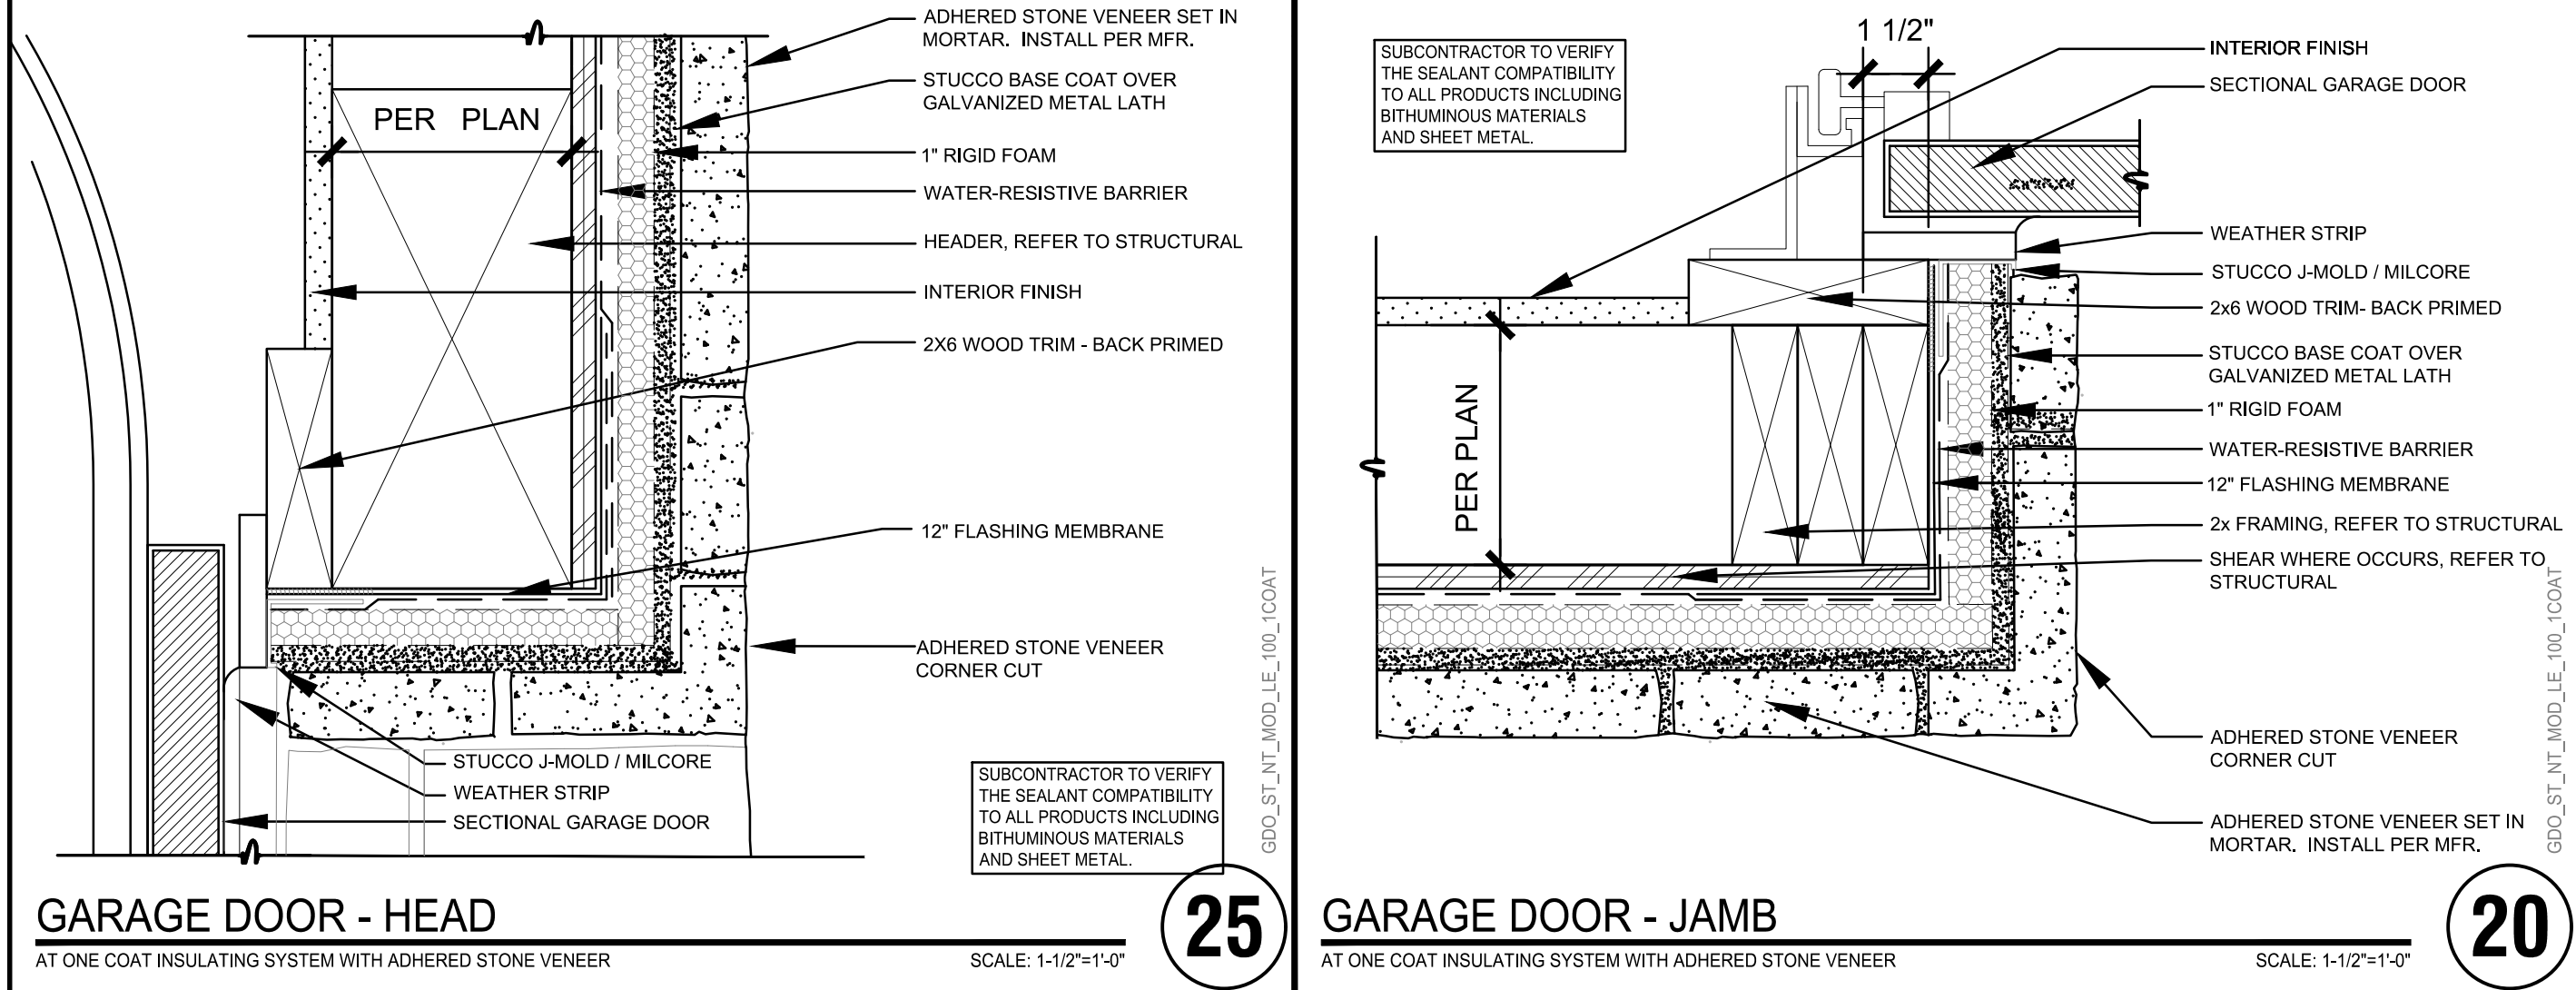 ADHERED STONE VENEER SET IN
MORTAR. INSTALL PER MFR.
STUCCO BASE COAT OVER
GALVANIZED METAL LATH
PER PLAN
1" RIGID FOAM
WATER-RESISTIVE BARRIER
HEADER, REFER TO STRUCTURAL
INTERIOR FINISH
2X6 WOOD TRIM - BACK PRIMED
12" FLASHING MEMBRANE
ADHERED STONE VENEER
CORNER CUT
STUCCO J-MOLD / MILCORE
WEATHER STRIP
SECTIONAL GARAGE DOOR
SUBCONTRACTOR TO VERIFY
THE SEALANT COMPATIBILITY
TO ALL PRODUCTS INCLUDING
BITHUMINOUS MATERIALS
AND SHEET METAL.
GDO_ST_NT_MOD_LE_100_1COAT
GARAGE DOOR - HEAD
25
AT ONE COAT INSULATING SYSTEM WITH ADHERED STONE VENEER
SCALE: 1-1/2"=1'-0"
SUBCONTRACTOR TO VERIFY
THE SEALANT COMPATIBILITY
TO ALL PRODUCTS INCLUDING
BITHUMINOUS MATERIALS
AND SHEET METAL.
1 1/2"
INTERIOR FINISH
SECTIONAL GARAGE DOOR
WEATHER STRIP
STUCCO J-MOLD / MILCORE
2x6 WOOD TRIM- BACK PRIMED
STUCCO BASE COAT OVER
GALVANIZED METAL LATH
1" RIGID FOAM
PER PLAN
WATER-RESISTIVE BARRIER
12" FLASHING MEMBRANE
2x FRAMING, REFER TO STRUCTURAL
SHEAR WHERE OCCURS, REFER TO
STRUCTURAL
ADHERED STONE VENEER
CORNER CUT
ADHERED STONE VENEER SET IN
MORTAR. INSTALL PER MFR.
GDO_ST_NT_MOD_LE_100_1COAT
GARAGE DOOR - JAMB
20
AT ONE COAT INSULATING SYSTEM WITH ADHERED STONE VENEER
SCALE: 1-1/2"=1'-0"